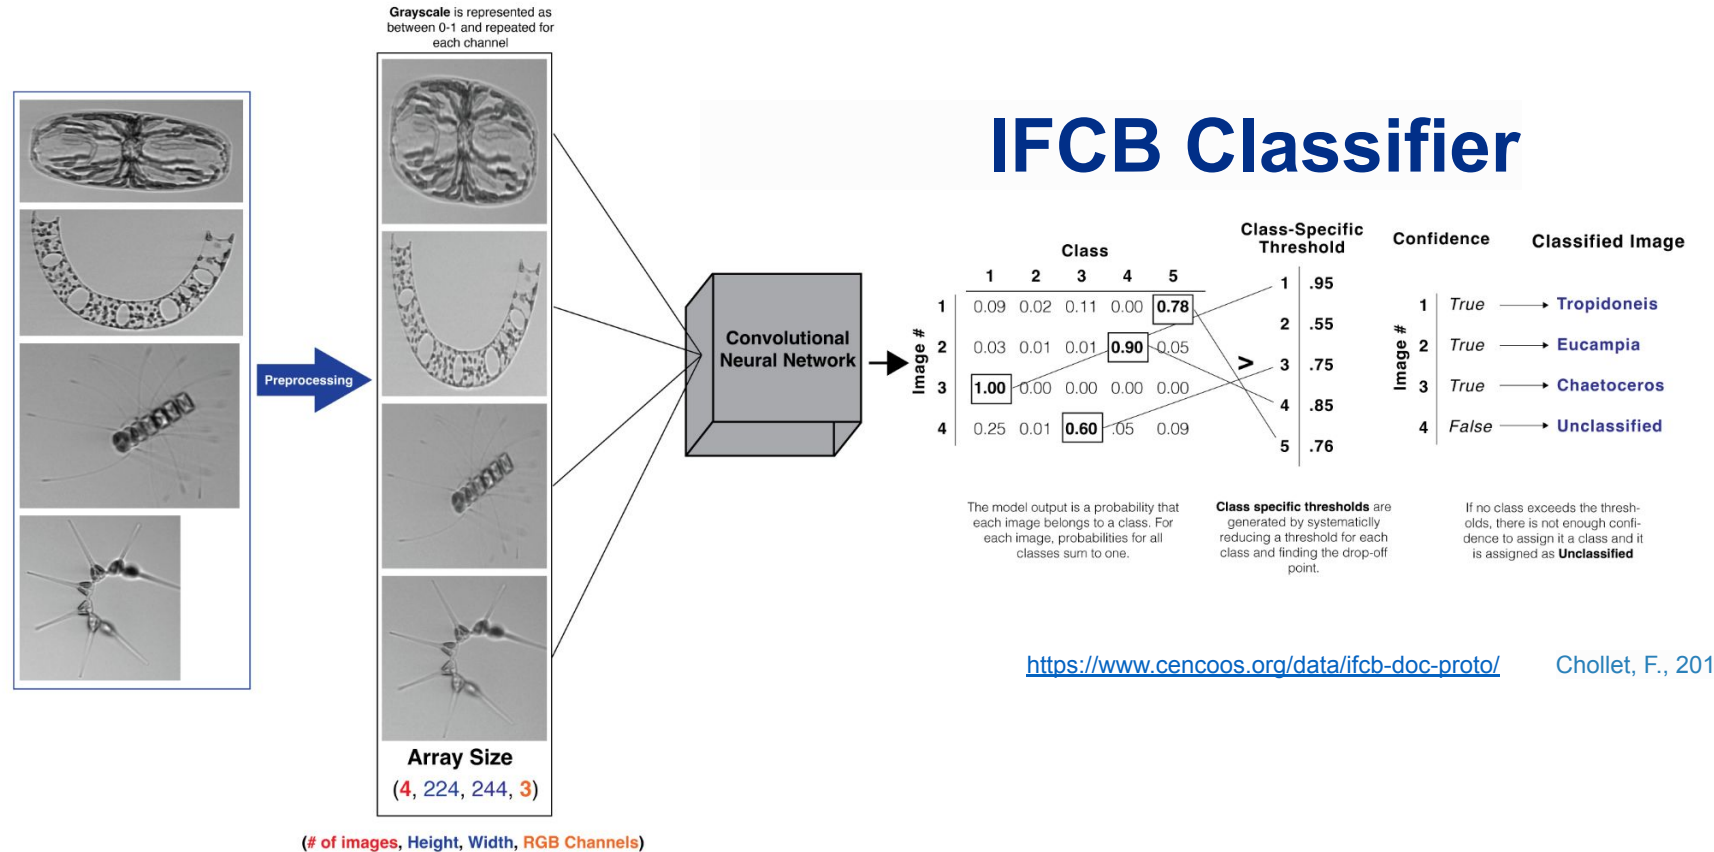 Grayscale is represented as
between 0-1 and repeated for
each channel
IFCB Classifier
Preprocessing
Convolutional
Neural Network
Class
1 2 3 4 5
Image #
1 0.09 0.02 0.11 0.00 0.78
2 0.03 0.01 0.01 0.90 0.05
3 1.00 0.00 0.00 0.00 0.00
4 0.25 0.01 0.60 .05 0.09
>
Class-Specific
Threshold
1 .95
2 .55
3 .75
4 .85
5 .76
Confidence
Classified Image
Image #
1 True Tropidoneis
2 True Eucampia
3 True Chaetoceros
4 False Unclassified
The model output is a probability that
each image belongs to a class. For
each image, probabilities for all
classes sum to one.
Class specific thresholds are
generated by systematiclly
reducing a threshold for each
class and finding the drop-off
point.
If no class exceeds the thresh-
olds, there is not enough confi-
dence to assign it a class and it
is assigned as Unclassified
https://www.cencoos.org/data/ifcb-doc-proto/
Chollet, F., 201
Array Size
(4, 224, 244, 3)
(# of images, Height, Width, RGB Channels)